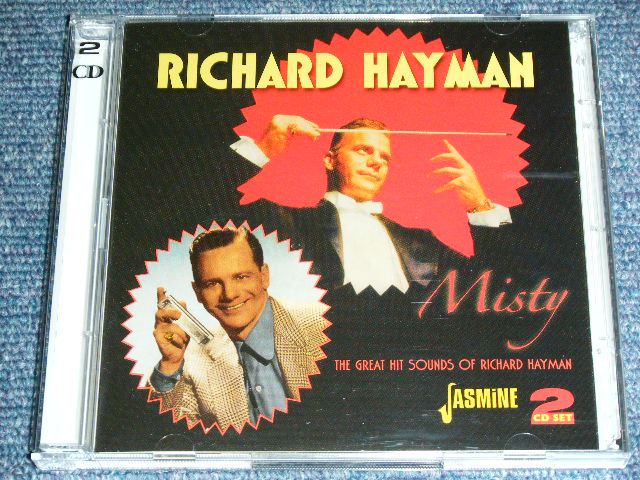 2
CD
RICHARD HAYMAN
Misty
THE GREAT HIT SOUNDS OF RICHARD HAYMAN
JASMiNE
2
CD SET